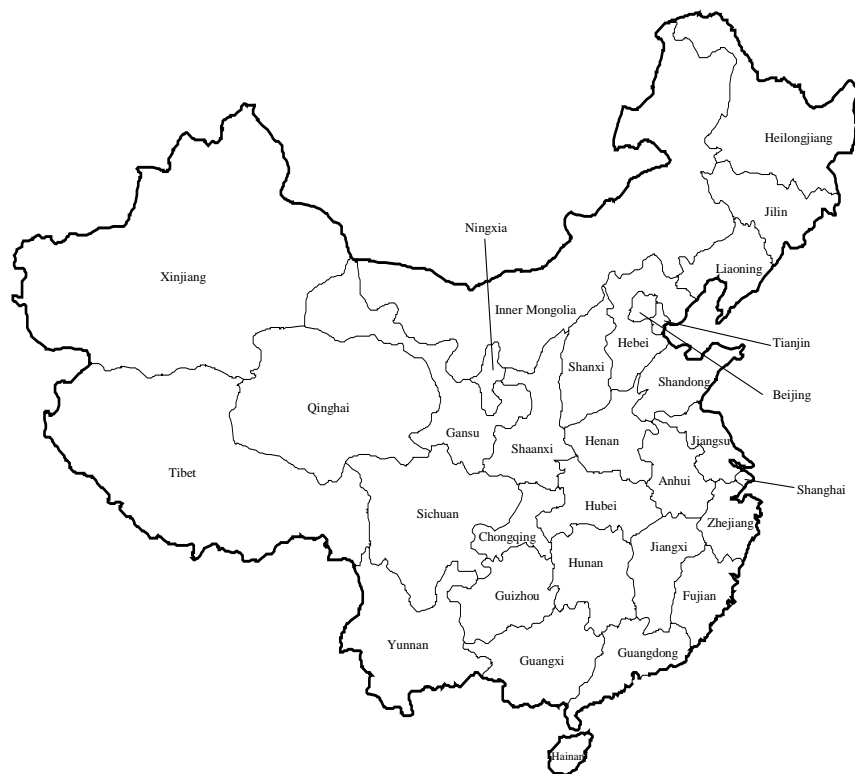 Heilongjiang
Jilin
Ningxia
Liaoning
Xinjiang
Inner Mongolia
Tianjin
Hebei
Shanxi
Shandong
Beijing
Qinghai
Gansu
Henan
Jiangsu
Shaanxi
Tibet
Anhui
Shanghai
Hubei
Sichuan
Zhejiang
Chongqing
Jiangxi
Hunan
Guizhou
Fujian
Yunnan
Guangdong
Guangxi
Hainan